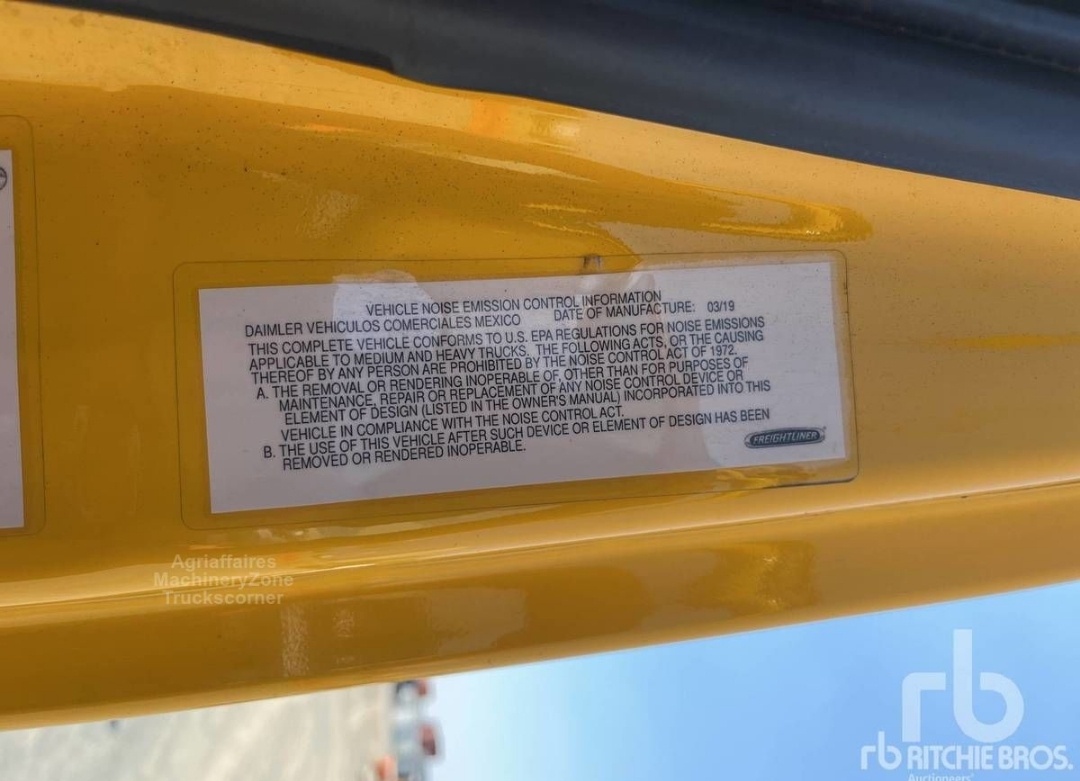 VEHICLE NOISE EMISSION CONTROL INFORMATION
DAIMLER VEHICULOS COMERCIALES MEXICO DATE OF MANUFACTURE: 03/19
THIS COMPLETE VEHICLE CONFORMS TO U.S. EPA REGULATIONS FOR NOISE EMISSIONS
APPLICABLE TO MEDIUM AND HEAVY TRUCKS. THE FOLLOWING ACTS, OR THE CAUSING
THEREOF BY ANY PERSON ARE PROHIBITED BY THE NOISE CONTROL ACT OF 1972.
A. THE REMOVAL OR RENDERING INOPERABLE OF, OTHER THAN FOR PURPOSES OF
MAINTENANCE, REPAIR OR REPLACEMENT OF ANY NOISE CONTROL DEVICE OR
ELEMENT OF DESIGN (LISTED IN THE OWNER'S MANUAL) INCORPORATED INTO THIS
VEHICLE IN COMPLIANCE WITH THE NOISE CONTROL ACT.
B. THE USE OF THIS VEHICLE AFTER SUCH DEVICE OR ELEMENT OF DESIGN HAS BEEN
REMOVED OR RENDERED INOPERABLE.
FREIGHTLINER
Agriaffaires
MachineryZone
Truckscorner
rb
rb RITCHIE BROS.
Auctioneers